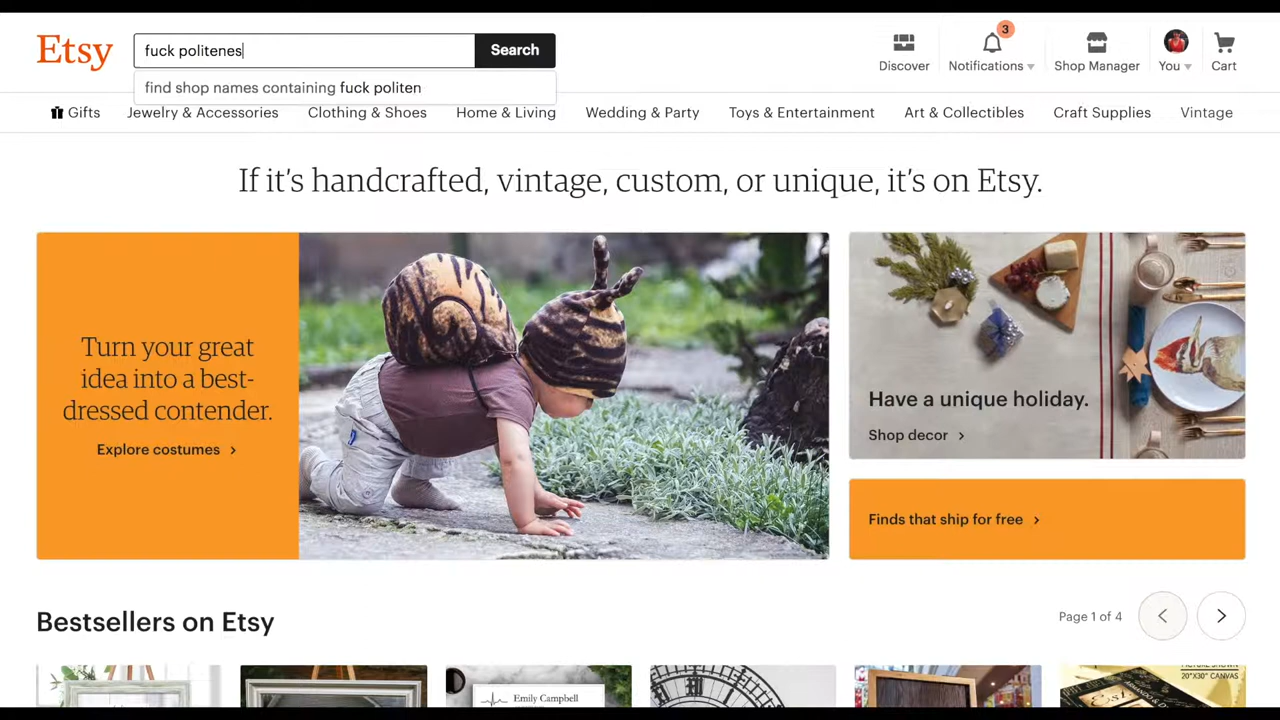 Etsy
fuck politenes
Search
find shop names containing fuck politen
Discover
3
Notifications
Shop Manager
You
Cart
Gifts
Jewelry & Accessories
Clothing & Shoes
Home & Living
Wedding & Party
Toys & Entertainment
Art & Collectibles
Craft Supplies
Vintage
If it's handcrafted, vintage, custom, or unique, it's on Etsy.
Turn your great
idea into a best-
dressed contender.
Explore costumes
Have a unique holiday.
Shop decor
Finds that ship for free
Bestsellers on Etsy
Page 1 of 4
Emily Campbell
20"X30" CANVAS